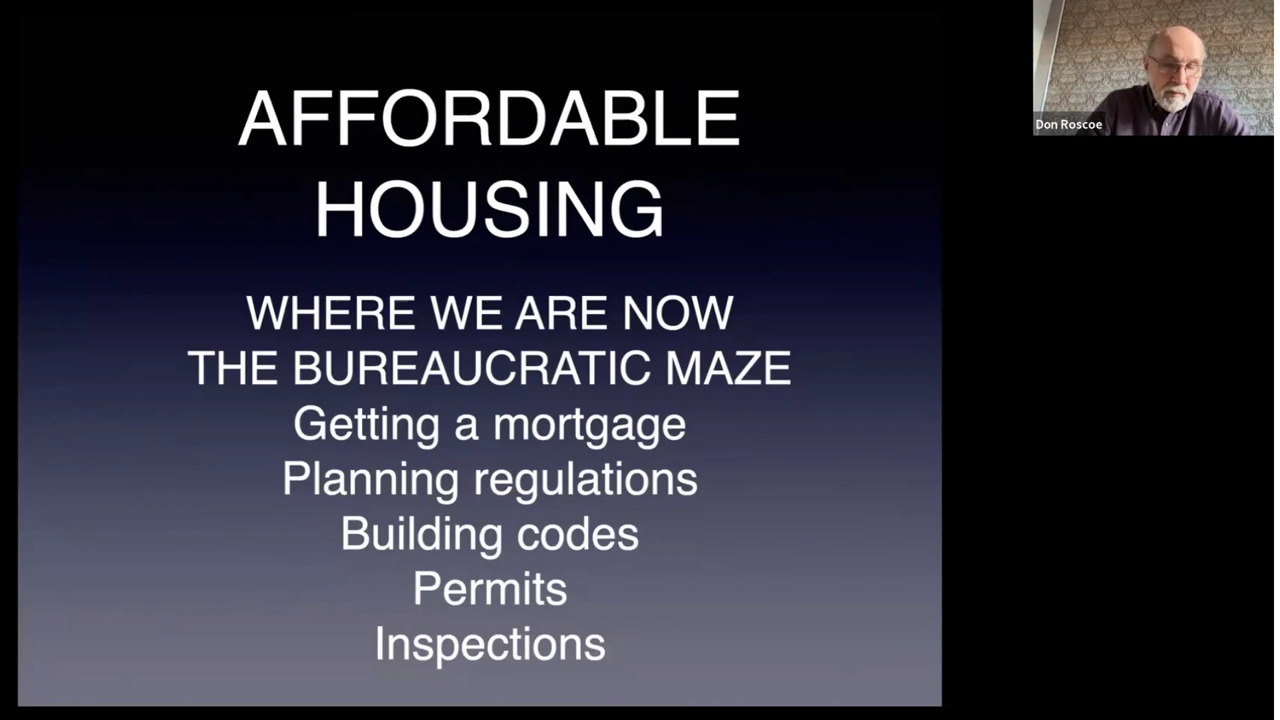 AFFORDABLE
HOUSING
WHERE WE ARE NOW
THE BUREAUCRATIC MAZE
Getting a mortgage
Planning regulations
Building codes
Permits
Inspections
Don Roscoe